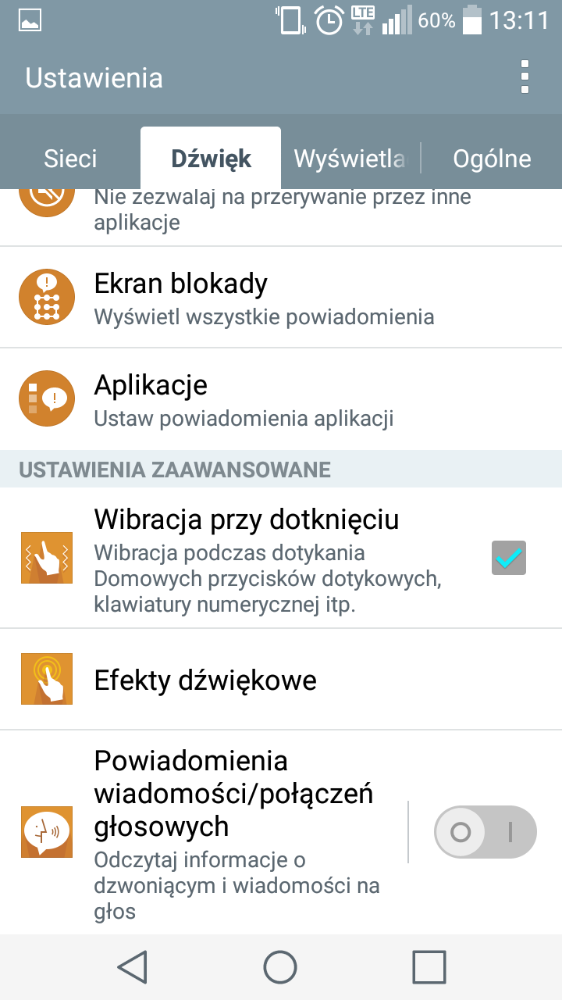 LTE 60% 13:11
Ustawienia
Sieci Dźwięk Wyświetla Ogólne
Nie zezwalaj na przerywanie przez inne
aplikacje
Ekran blokady
Wyświetl wszystkie powiadomienia
Aplikacje
Ustaw powiadomienia aplikacji
USTAWIENIA ZAAWANSOWANE
Wibracja przy dotknięciu
Wibracja podczas dotykania
Domowych przycisków dotykowych,
klawiatury numerycznej itp.
Efekty dźwiękowe
Powiadomienia
wiadomości/połączeń
głosowych
Odczytaj informacje o
dzwoniącym i wiadomości na
głos